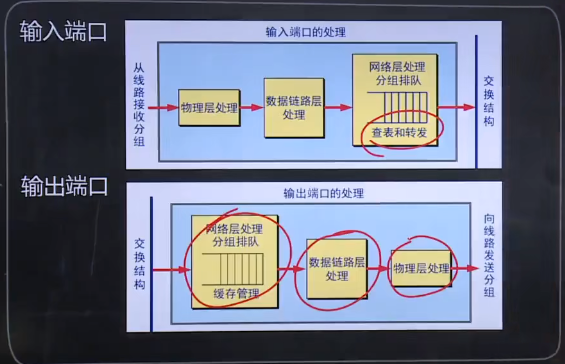 输入端口
输入端口的处理
从线路接收分组
物理层处理
数据链路层
处理
网络层处理
分组排队
查表和转发
交换结构
输出端口
输出端口的处理
交换结构
网络层处理
分组排队
缓存管理
数据链路层
处理
物理层处理
向线路发送分组